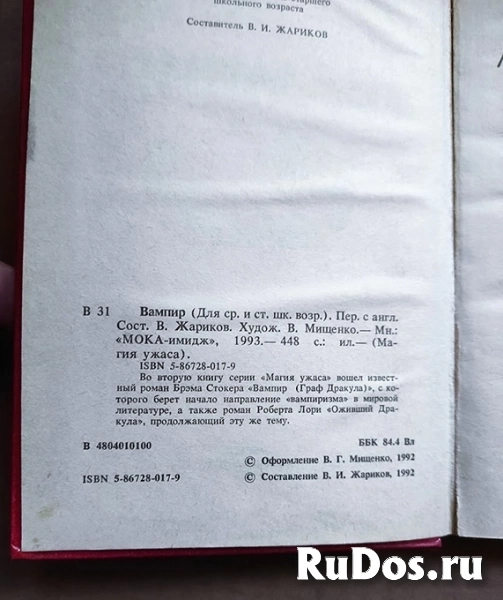 школьного возраста
Составитель В. И. ЖАРИКОВ
В 31 Вампир (Для ср. и ст. шк. возр.). Пер. с англ.
Сост. В. Жариков. Худож. В. Мищенко.— Мн.:
«МОКА-имидж», 1993.— 448 с.: ил.— (Ма-
гия ужаса).
ISBN 5-86728-017-9
Во вторую книгу серии «Магия ужаса» вошел извест-
ный роман Брэма Стокера «Вампир (Граф Дракула)», с ко-
торого берет начало направление «вампиризма» в мировой
литературе, а также роман Роберта Лори «Оживший Дра-
кула», продолжающий эту же тему.
В 4804010100 ББК 84.4 Вл
© Оформление В. Г. Мищенко, 1992
ISBN 5-86728-017-9 © Составление В. И. Жариков, 1992
RuDos.ru